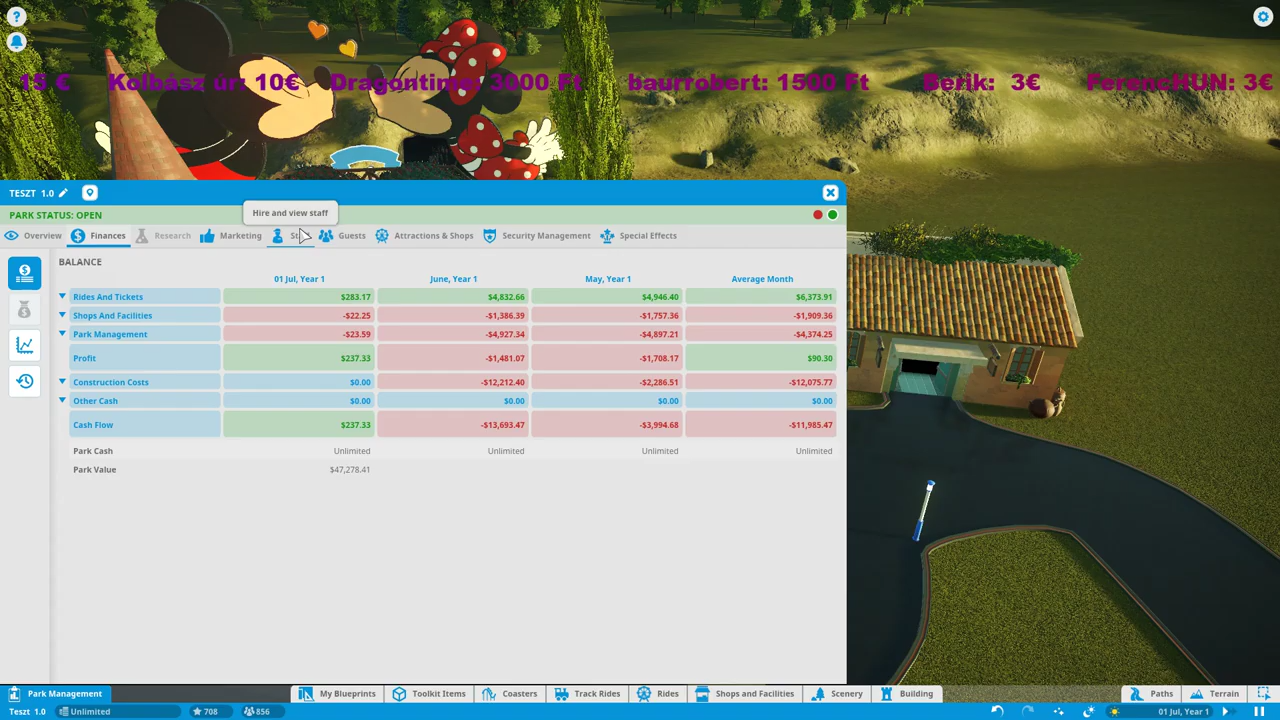 15 € Kolbász úr: 10€ Dragontime: 3000 Ft baurrobert: 1500 Ft Berik: 3€ FerencHUN: 3€
TESZT 1.0
Hire and view staff
PARK STATUS: OPEN
Overview Finances Research Marketing Guests Attractions & Shops Security Management Special Effects
BALANCE
01 Jul, Year 1 June, Year 1 May, Year 1 Average Month
Rides And Tickets $283.17 $4,832.66 $4,946.40 $6,373.91
Shops And Facilities -$22.25 -$1,386.39 -$1,757.36 -$1,909.36
Park Management -$23.59 -$4,927.34 -$4,897.21 -$4,374.25
Profit $237.33 -$1,481.07 -$1,708.17 $90.30
Construction Costs $0.00 -$12,212.40 -$2,286.51 -$12,075.77
Other Cash $0.00 $0.00 $0.00 $0.00
Cash Flow $237.33 -$13,693.47 -$3,994.68 -$11,985.47
Park Cash Unlimited Unlimited Unlimited Unlimited
Park Value $47,278.41
Park Management My Blueprints Toolkit Items Coasters Track Rides Rides Shops and Facilities Scenery Building Paths Terrain
Teszt 1.0 Unlimited 708 856 01 Jul, Year 1